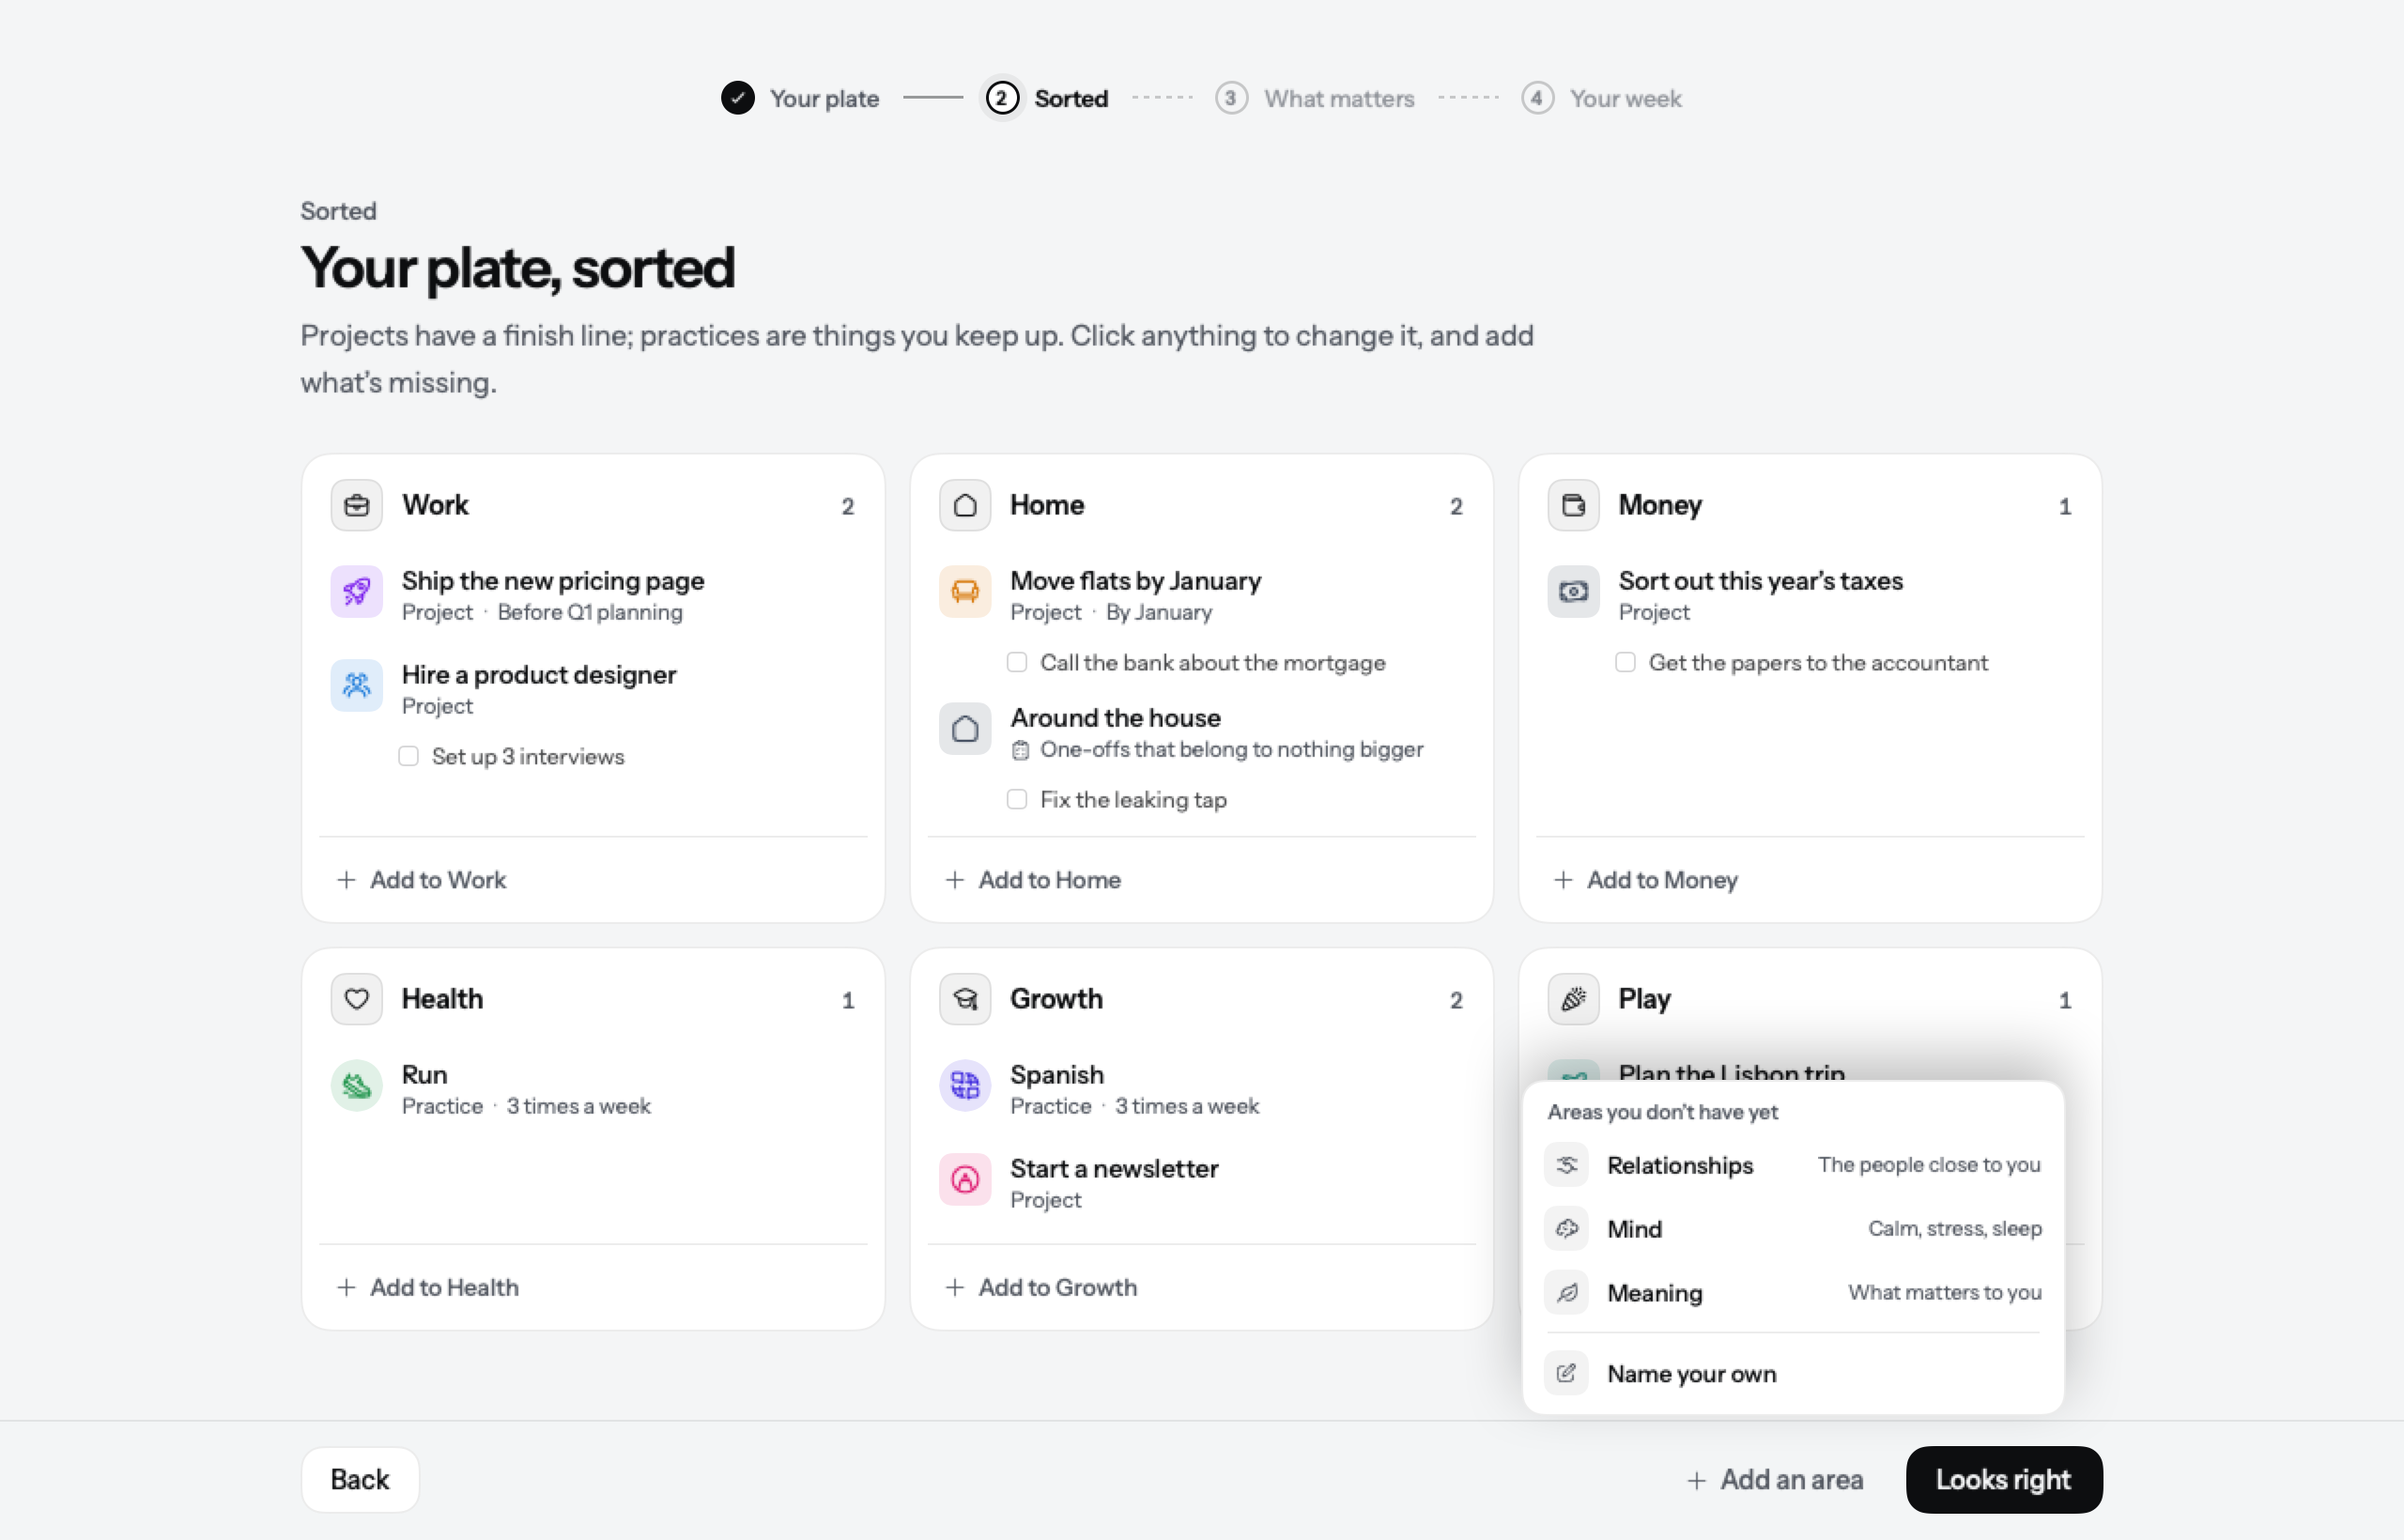 Your plate
2 Sorted
3 What matters
4 Your week
Sorted
Your plate, sorted
Projects have a finish line; practices are things you keep up. Click anything to change it, and add
what's missing.
Work 2
Ship the new pricing page
Project · Before Q1 planning
Hire a product designer
Project
Set up 3 interviews
+ Add to Work
Home 2
Move flats by January
Project · By January
Call the bank about the mortgage
Around the house
One-offs that belong to nothing bigger
Fix the leaking tap
+ Add to Home
Money 1
Sort out this year's taxes
Project
Get the papers to the accountant
+ Add to Money
Health 1
Run
Practice · 3 times a week
+ Add to Health
Growth 2
Spanish
Practice · 3 times a week
Start a newsletter
Project
+ Add to Growth
Play 1
Plan the Lisbon trip
Areas you don't have yet
Relationships The people close to you
Mind Calm, stress, sleep
Meaning What matters to you
Name your own
Back
+ Add an area
Looks right